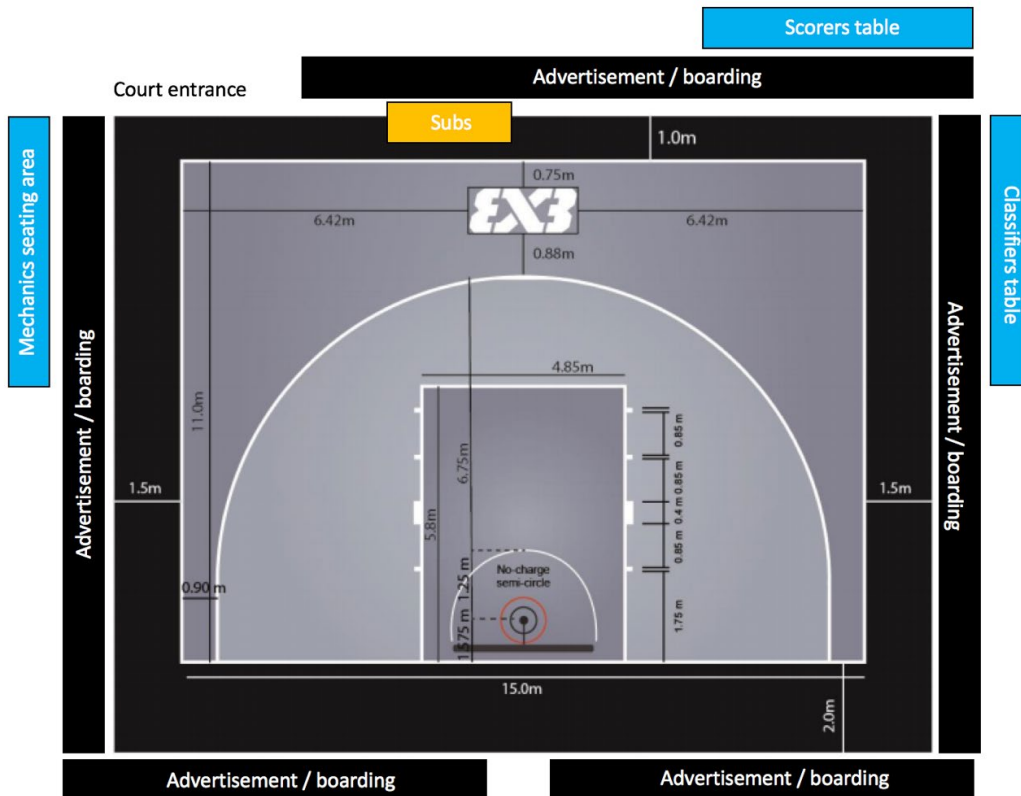 Scorers table
Advertisement / boarding
Court entrance
Subs
1.0m
Mechanics seating area
Classifiers table
0.75m
3X3
6.42m
6.42m
0.88m
Advertisement / boarding
Advertisement / boarding
4.85m
11.0m
6.75m
5.8m
0.85 m
0.85 m
0.4 m
0.85 m
1.75 m
1.5m
1.5m
No-charge
semi-circle
1.25 m
0.90 m
1.575 m
15.0m
2.0m
Advertisement / boarding
Advertisement / boarding